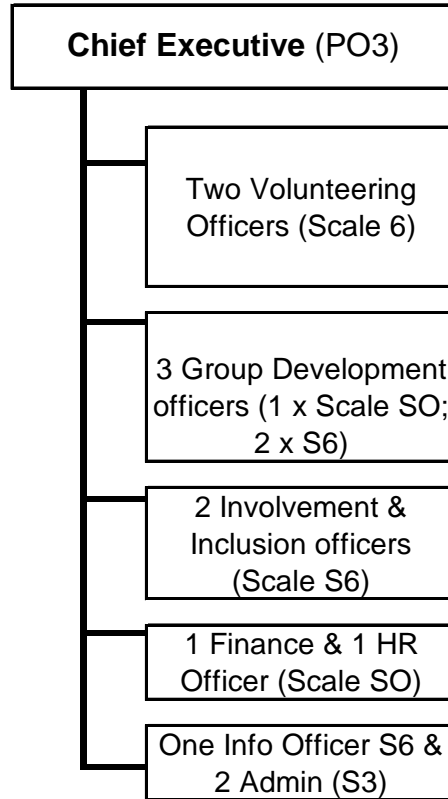 Chief Executive (PO3)
Two Volunteering
Officers (Scale 6)
3 Group Development
officers (1 x Scale SO;
2 x S6)
2 Involvement &
Inclusion officers
(Scale S6)
1 Finance & 1 HR
Officer (Scale SO)
One Info Officer S6 &
2 Admin (S3)